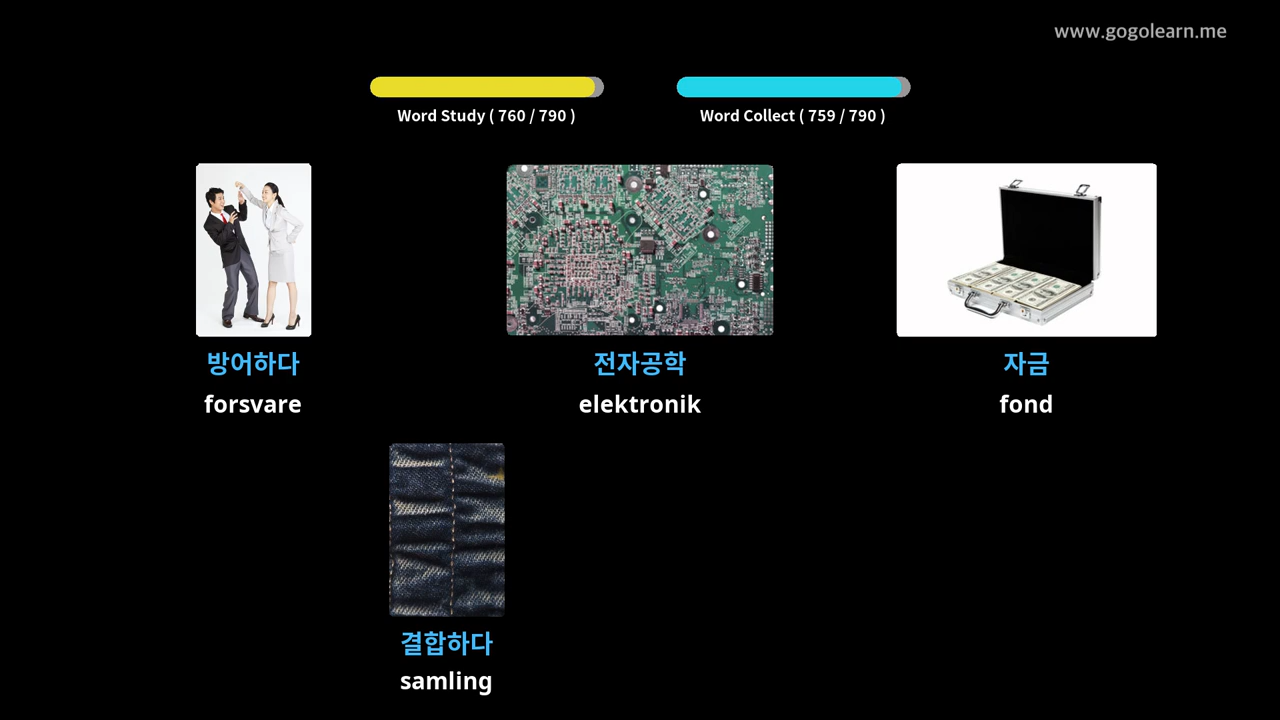 www.gogolearn.me
Word Study ( 760 / 790 )
Word Collect ( 759 / 790 )
방어하다
forsvare
전자공학
elektronik
자금
fond
결합하다
samling